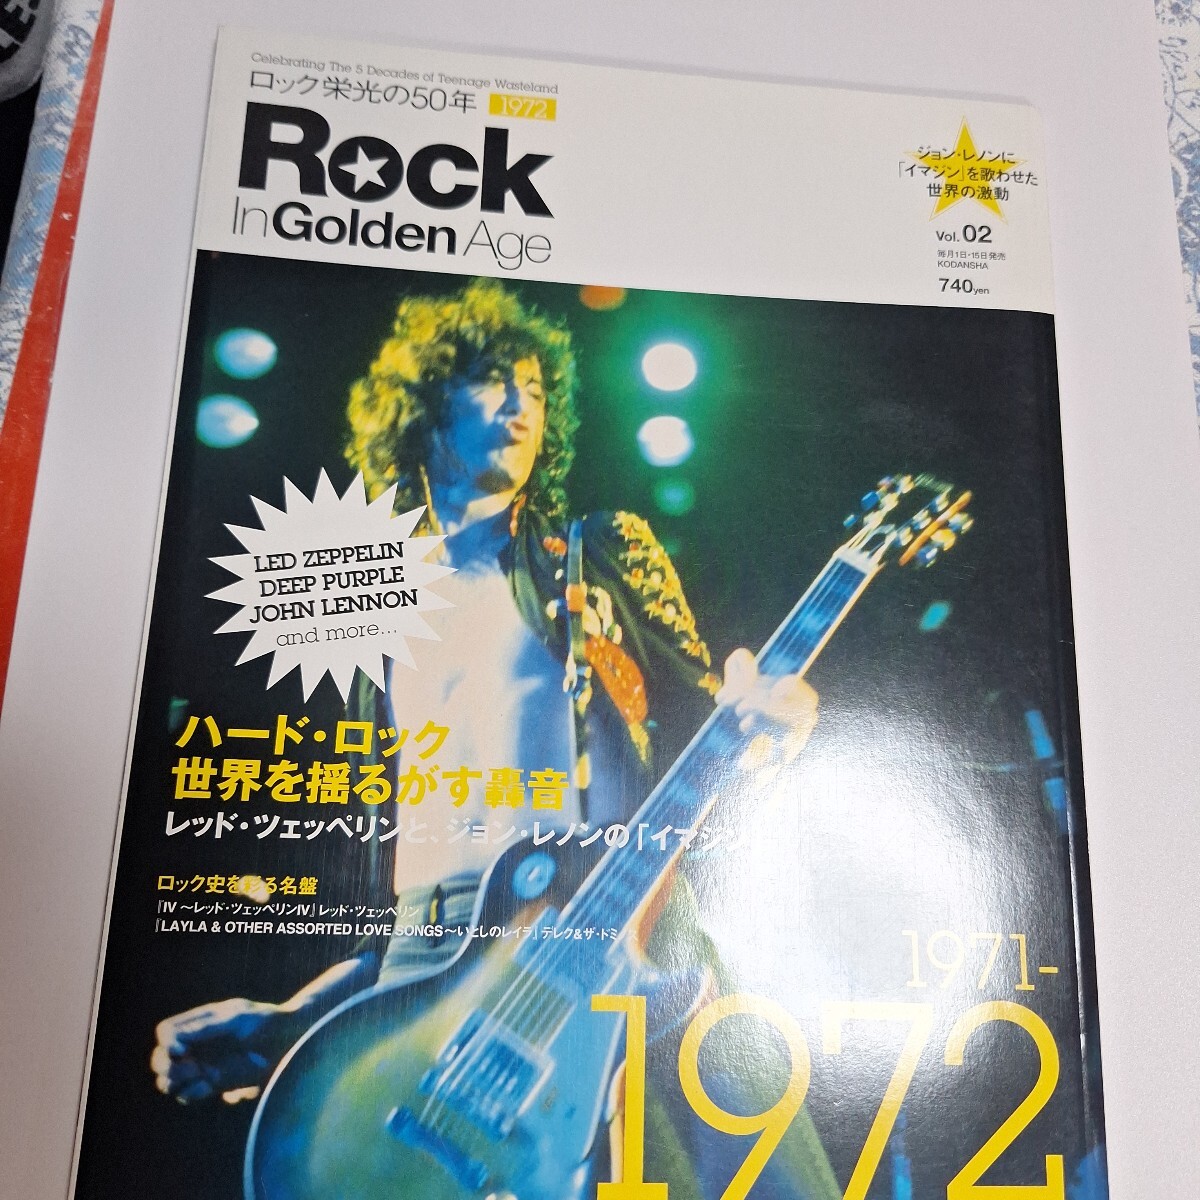 Celebrating The 5 Decades of Teenage Wasteland
ロック栄光の50年 1972
Rock
In Golden Age
ジョン・レノンに
「イマジン」を歌わせた
世界の激動
Vol. 02
毎月1日・15日発売
KODANSHA
740yen
LED ZEPPELIN
DEEP PURPLE
JOHN LENNON
and more...
ハード・ロック
世界を揺るがす轟音
レッド・ツェッペリンと、ジョン・レノンの「イマジン
ロック史を彩る名盤
『IV ～レッド・ツェッペリンIV』レッド・ツェッペリン
『LAYLA & OTHER ASSORTED LOVE SONGS～いとしのレイラ』デレク&ザ・ドミ
1971-
1972